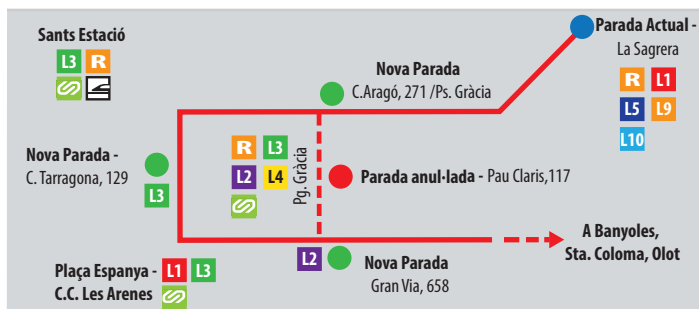 Sants Estació
L3 R
Parada Actual -
La Sagrera
R L1
L5 L9
L10
Nova Parada
C.Aragó, 271 /Ps. Gràcia
Nova Parada -
C. Tarragona, 129
L3
R L3
L2 L4
Pg. Gràcia
Parada anul·lada - Pau Claris,117
A Banyoles,
Sta. Coloma, Olot
Plaça Espanya - L1 L3
C.C. Les Arenes
L2
Nova Parada
Gran Via, 658